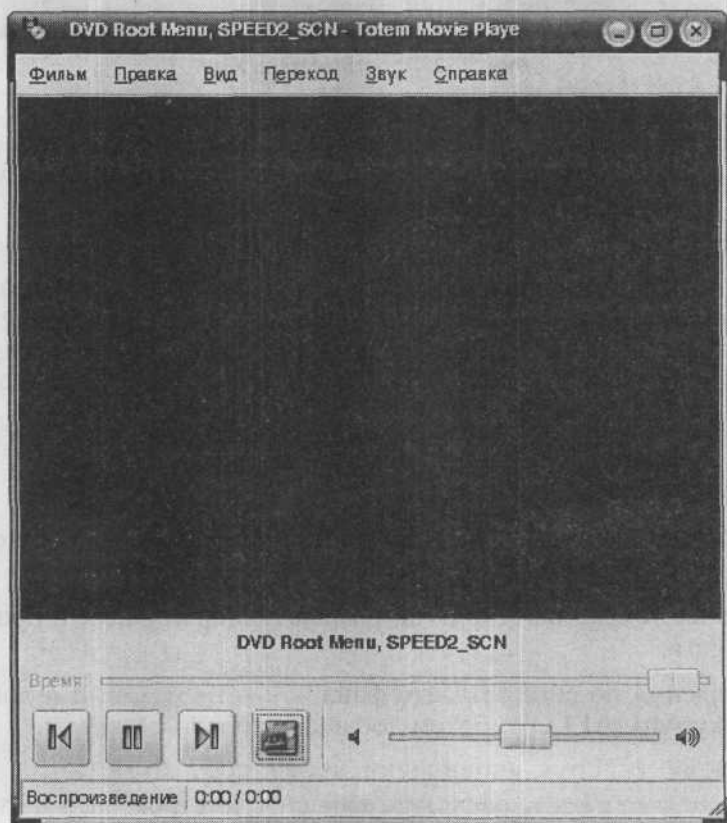 DVD Root Menu, SPEED2_SCN - Totem Movie Playe
Фильм Правка Вид Переход Звук Справка
DVD Root Menu, SPEED2_SCN
Время:
Воспроизведение 0:00 / 0:00